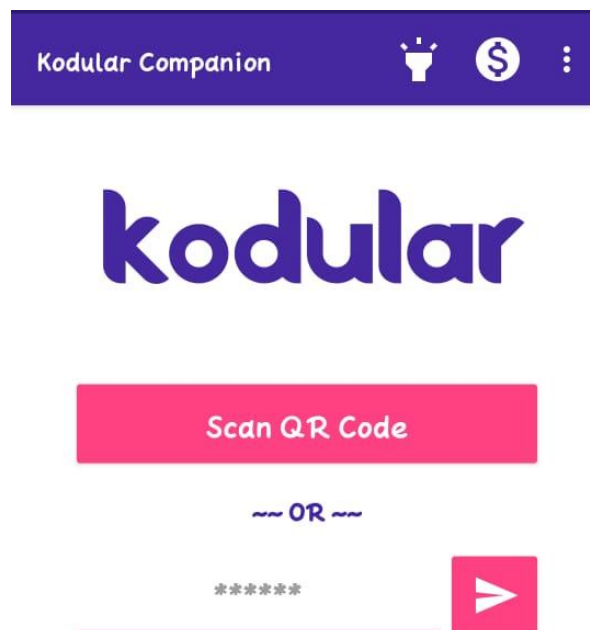 Kodular Companion
kodular
Scan QR Code
~~ OR ~~
******